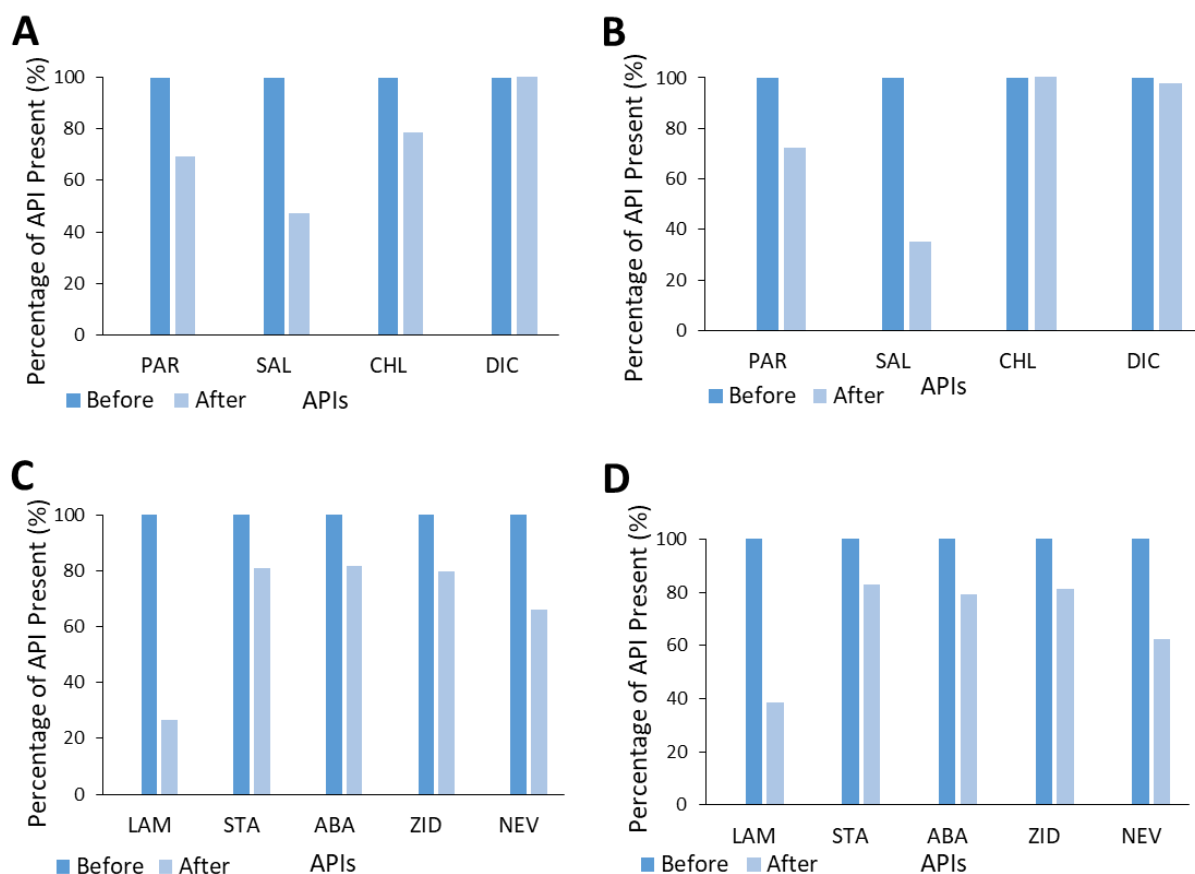 A
Percentage of API Present (%)
100
80
60
40
20
0
PAR SAL CHL DIC
Before After APIs
B
Percentage of API Present (%)
100
80
60
40
20
0
PAR SAL CHL DIC
Before After APIs
C
Percentage of API Present (%)
100
80
60
40
20
0
LAM STA ABA ZID NEV
Before After APIs
D
Percentage of API Present (%)
100
80
60
40
20
0
LAM STA ABA ZID NEV
Before After APIs